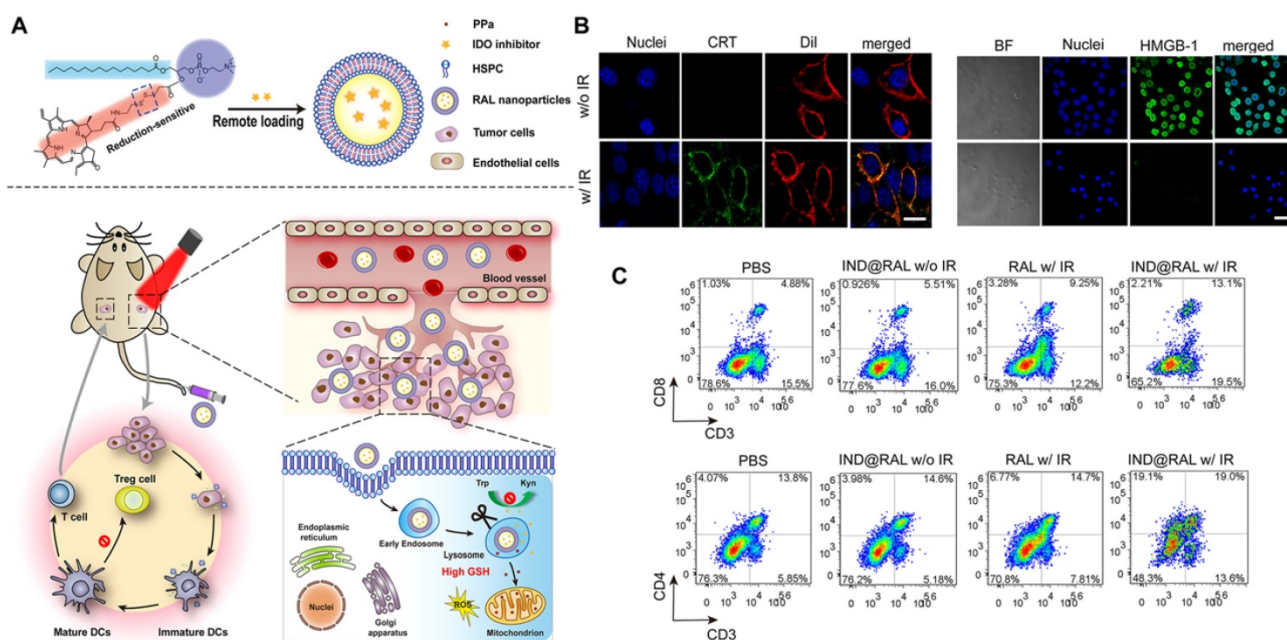 A
Reduction-sensitive
Remote loading
PPa
IDO inhibitor
HSPC
RAL nanoparticles
Tumor cells
Endothelial cells
Blood vessel
Treg cell
T cell
Mature DCs
Immature DCs
Trp
Kyn
Endoplasmic
reticulum
Early Endosome
Lysosome
High GSH
Nuclei
Golgi
apparatus
ROS
Mitochondrion
B
Nuclei CRT Dil merged
w/o IR
w/ IR
BF Nuclei HMGB-1 merged
C
PBS
IND@RAL w/o IR
RAL w/ IR
IND@RAL w/ IR
1.03% 4.88%
0.926% 5.51%
3.28% 9.25%
2.21% 13.1%
78.6% 15.5%
77.6% 16.0%
75.3% 12.2%
65.2% 19.5%
CD8
CD3
PBS
IND@RAL w/o IR
RAL w/ IR
IND@RAL w/ IR
4.07% 13.8%
3.98% 14.6%
6.77% 14.7%
19.1% 19.0%
76.3% 5.85%
76.2% 5.18%
70.8% 7.81%
48.3% 13.6%
CD4
CD3